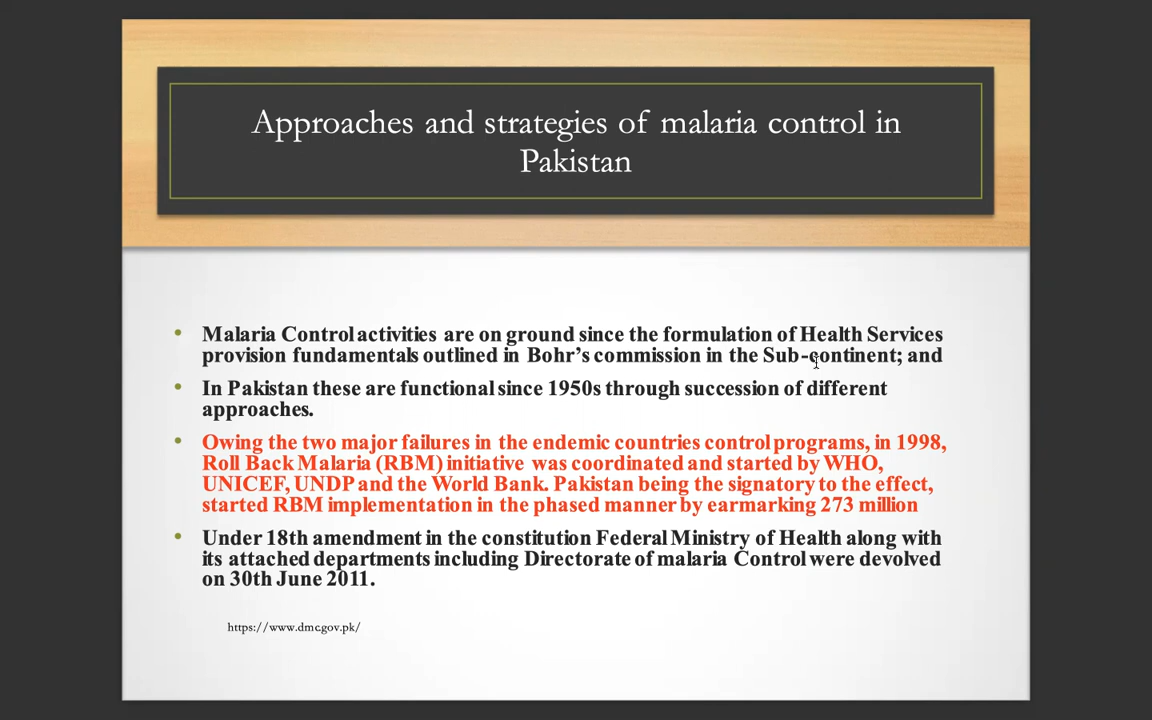 Approaches and strategies of malaria control in
Pakistan
• Malaria Control activities are on ground since the formulation of Health Services
provision fundamentals outlined in Bohr's commission in the Sub-continent; and
• In Pakistan these are functional since 1950s through succession of different
approaches.
• Owing the two major failures in the endemic countries control programs, in 1998,
Roll Back Malaria (RBM) initiative was coordinated and started by WHO,
UNICEF, UNDP and the World Bank. Pakistan being the signatory to the effect,
started RBM implementation in the phased manner by earmarking 273 million
• Under 18th amendment in the constitution Federal Ministry of Health along with
its attached departments including Directorate of malaria Control were devolved
on 30th June 2011.
https://www.dmc.gov.pk/